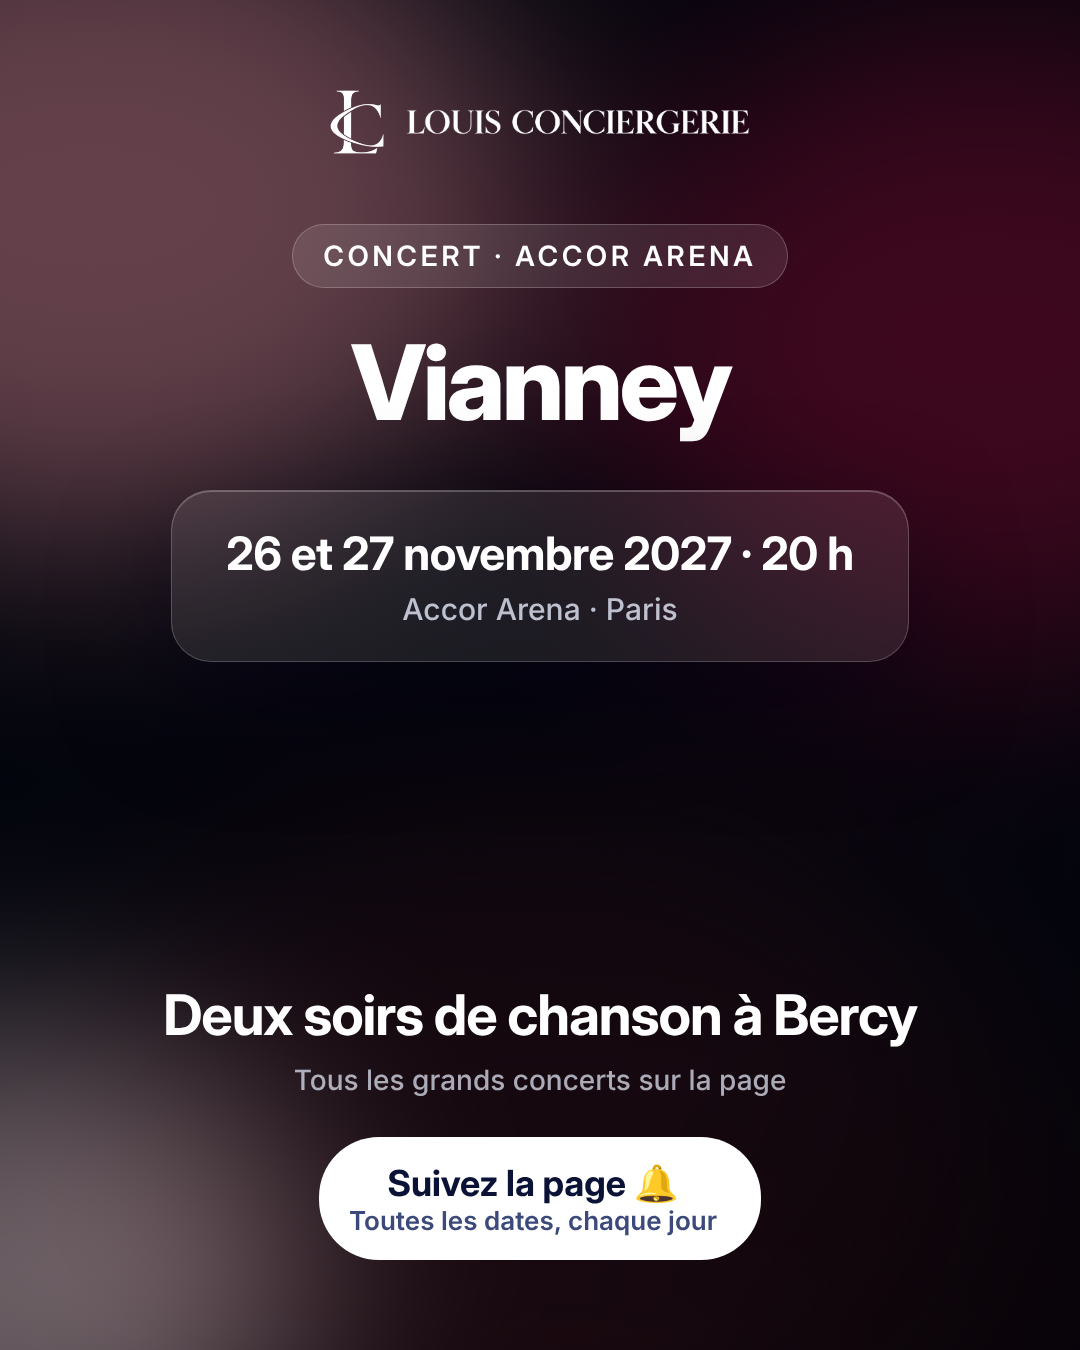 LOUIS CONCIERGERIE
CONCERT · ACCOR ARENA
Vianney
26 et 27 novembre 2027 · 20 h
Accor Arena · Paris
Deux soirs de chanson à Bercy
Tous les grands concerts sur la page
Suivez la page 🔔
Toutes les dates, chaque jour